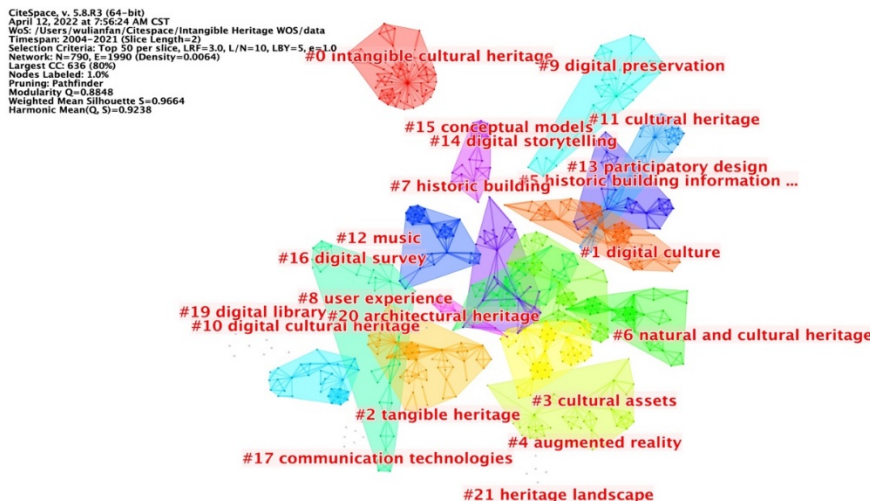 CiteSpace, v. 5.8.R3 (64-bit)
April 12, 2022 at 7:56:24 AM CST
WoS: /Users/wulianfan/Citespace/Intangible Heritage WOS/data
Timespan: 2004-2021 (Slice Length=2)
Selection Criteria: Top 50 per slice, LRF=3.0, L/N=10, LBY=5, e=1.0
Network: N=790, E=1990 (Density=0.0064)
Largest CC: 636 (80%)
Nodes Labeled: 1.0%
Pruning: Pathfinder
Modularity Q=0.8848
Weighted Mean Silhouette S=0.9664
Harmonic Mean(Q, S)=0.9238
#0 intangible cultural heritage
#9 digital preservation
#11 cultural heritage
#15 conceptual models
#14 digital storytelling
#13 participatory design
#5 historic building information ...
#7 historic building
#12 music
#1 digital culture
#16 digital survey
#8 user experience
#19 digital library
#20 architectural heritage
#10 digital cultural heritage
#6 natural and cultural heritage
#3 cultural assets
#2 tangible heritage
#4 augmented reality
#17 communication technologies
#21 heritage landscape